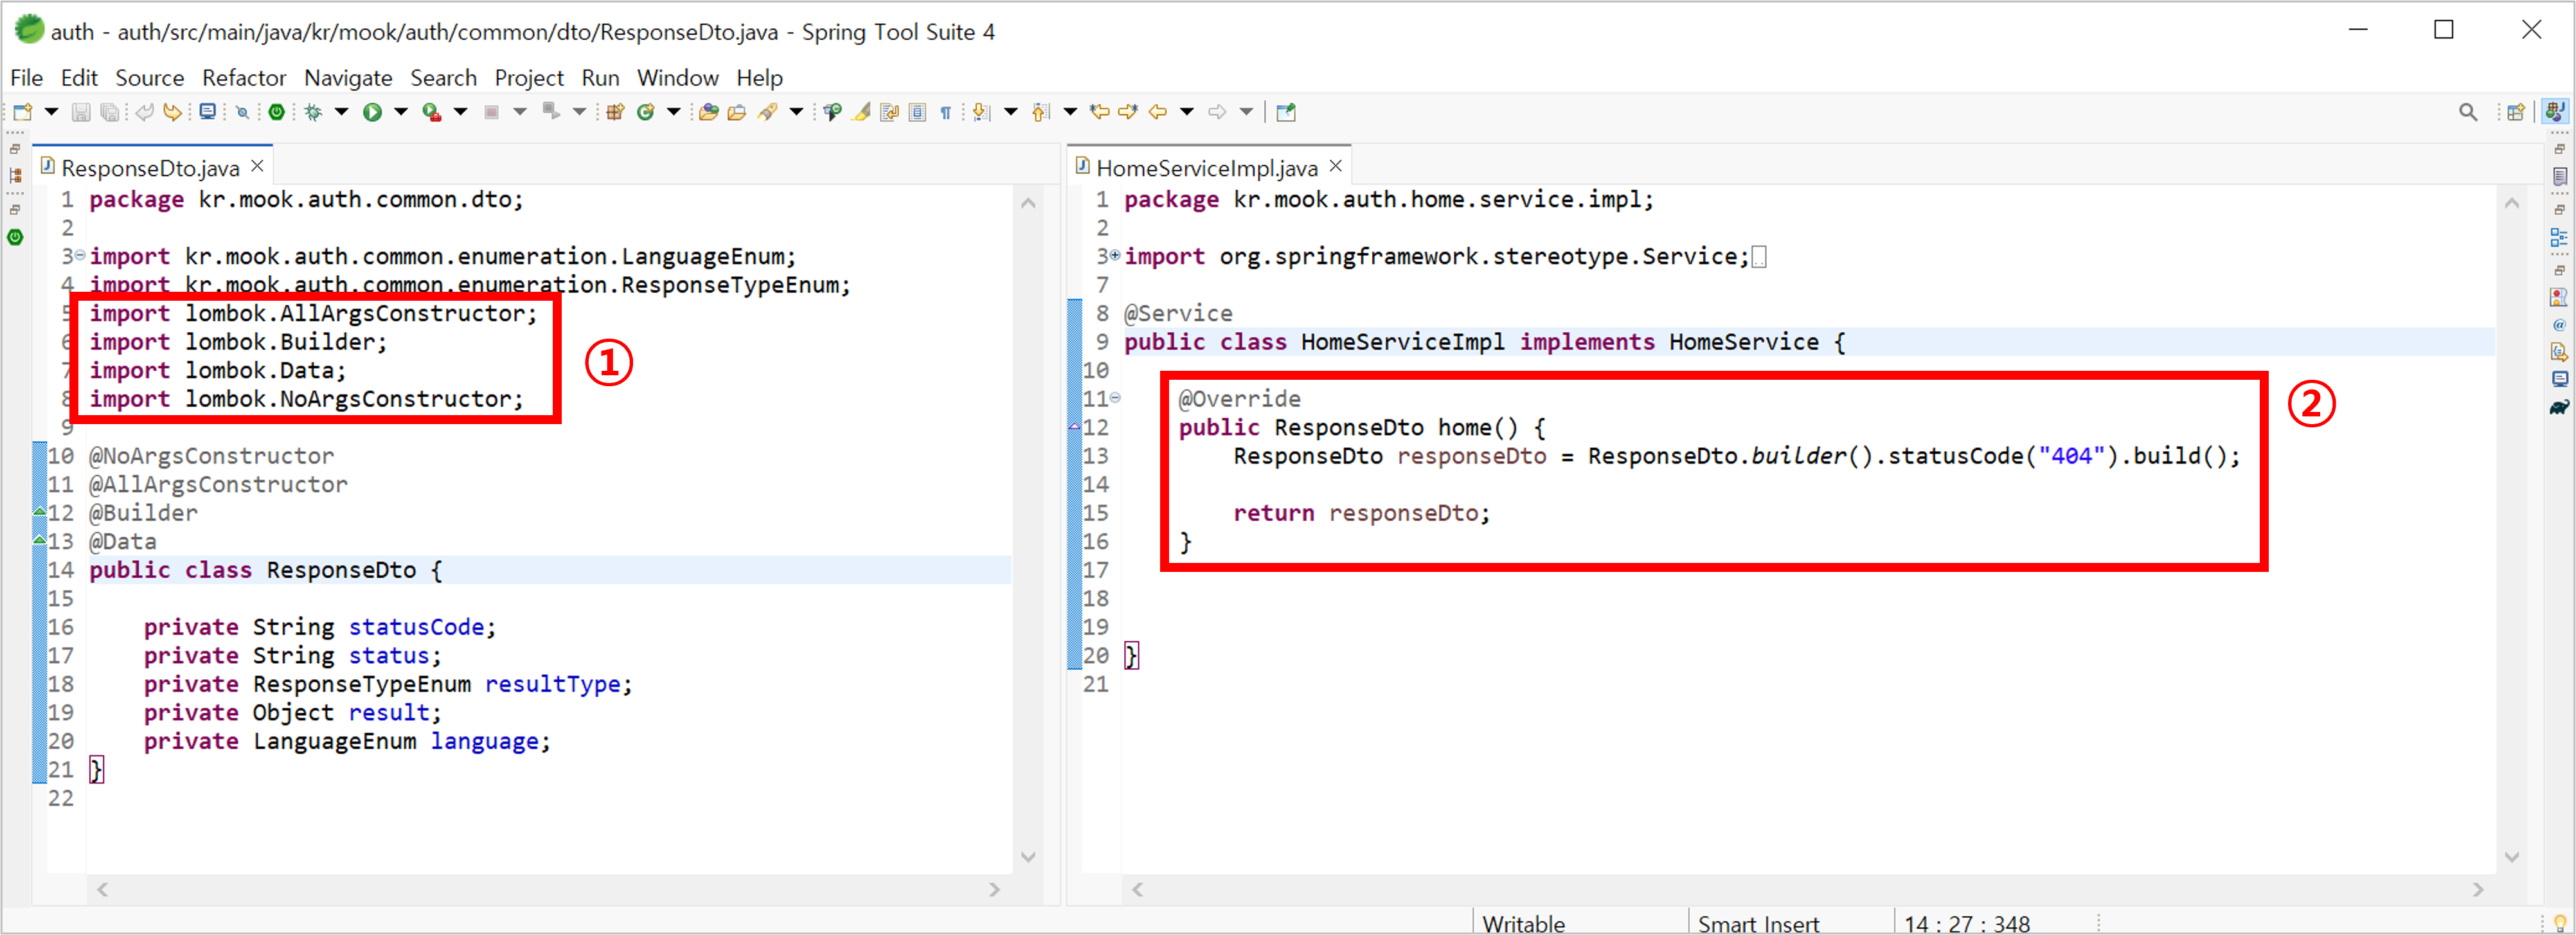 auth - auth/src/main/java/kr/mook/auth/common/dto/ResponseDto.java - Spring Tool Suite 4
File Edit Source Refactor Navigate Search Project Run Window Help
ResponseDto.java
1 package kr.mook.auth.common.dto;
2
3 import kr.mook.auth.common.enumeration.LanguageEnum;
4 import kr.mook.auth.common.enumeration.ResponseTypeEnum;
5 import lombok.AllArgsConstructor;
6 import lombok.Builder;
7 import lombok.Data;
8 import lombok.NoArgsConstructor;
9
①
10 @NoArgsConstructor
11 @AllArgsConstructor
12 @Builder
13 @Data
14 public class ResponseDto {
15
16 private String statusCode;
17 private String status;
18 private ResponseTypeEnum resultType;
19 private Object result;
20 private LanguageEnum language;
21 }
22
HomeServiceImpl.java
1 package kr.mook.auth.home.service.impl;
2
3 import org.springframework.stereotype.Service;
7
8 @Service
9 public class HomeServiceImpl implements HomeService {
10
11 @Override
12 public ResponseDto home() {
13 ResponseDto responseDto = ResponseDto.builder().statusCode("404").build();
14
15 return responseDto;
16 }
17
18
19
20 }
21
②
Writable
Smart Insert
14 : 27 : 348